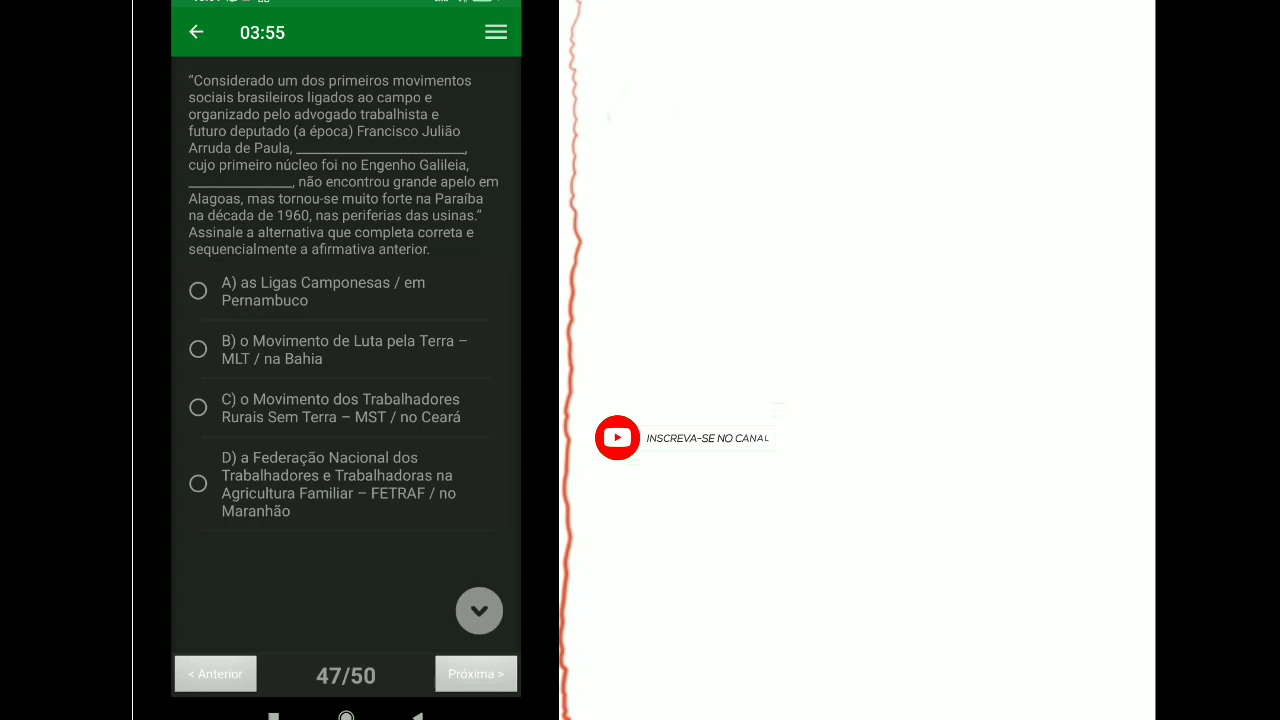 03:55
“Considerado um dos primeiros movimentos
sociais brasileiros ligados ao campo e
organizado pelo advogado trabalhista e
futuro deputado (a época) Francisco Julião
Arruda de Paula, ______________________,
cujo primeiro núcleo foi no Engenho Galileia,
______________, não encontrou grande apelo em
Alagoas, mas tornou-se muito forte na Paraíba
na década de 1960, nas periferias das usinas.”
Assinale a alternativa que completa correta e
sequencialmente a afirmativa anterior.
A) as Ligas Camponesas / em
Pernambuco
B) o Movimento de Luta pela Terra –
MLT / na Bahia
C) o Movimento dos Trabalhadores
Rurais Sem Terra – MST / no Ceará
D) a Federação Nacional dos
Trabalhadores e Trabalhadoras na
Agricultura Familiar – FETRAF / no
Maranhão
< Anterior
47/50
Próxima >
INSCREVA-SE NO CANAL